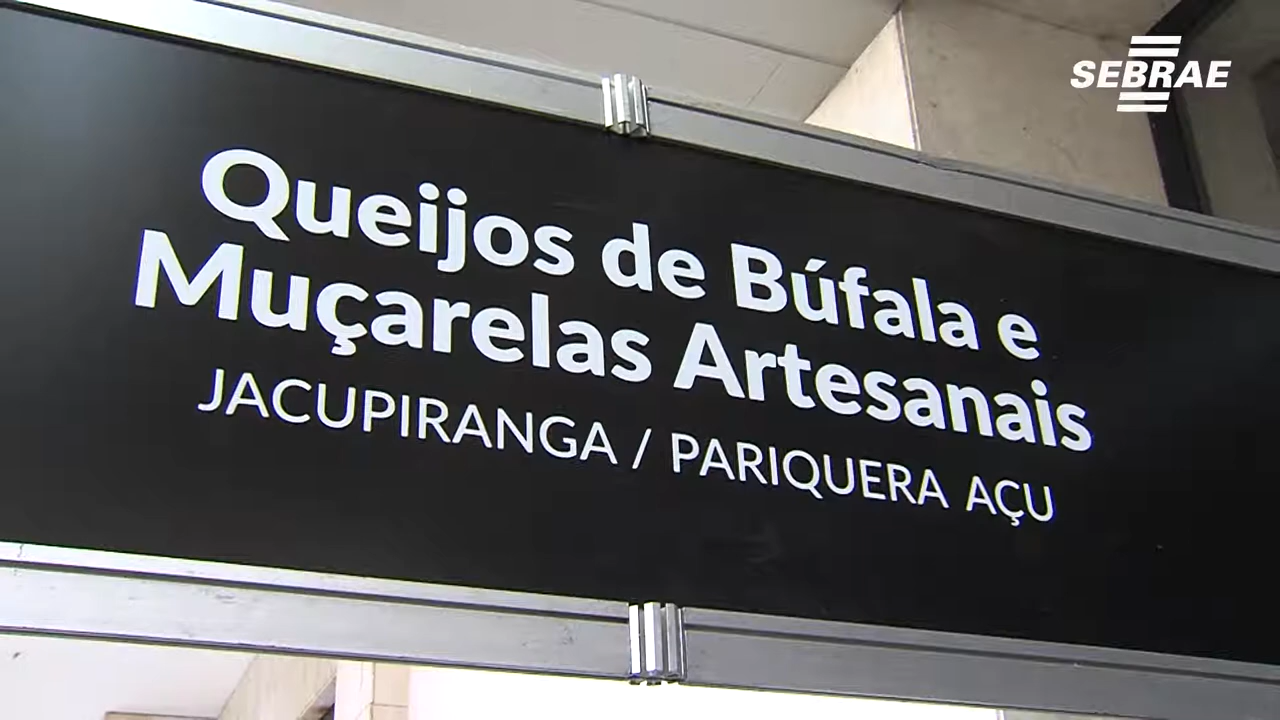 SEBRAE
Queijos de Búfala e
Muçarelas Artesanais
JACUPIRANGA / PARIQUERA AÇU